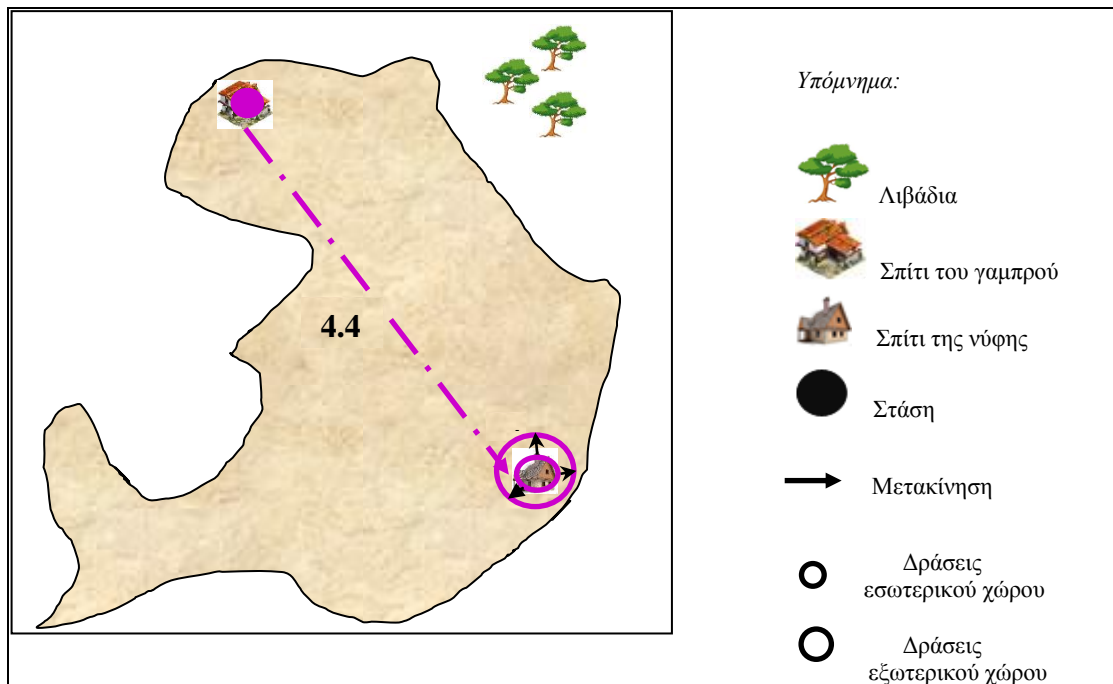 Υπόμνημα:
Λιβάδια
Σπίτι του γαμπρού
4.4
Σπίτι της νύφης
Στάση
Μετακίνηση
Δράσεις
εσωτερικού χώρου
Δράσεις
εξωτερικού χώρου